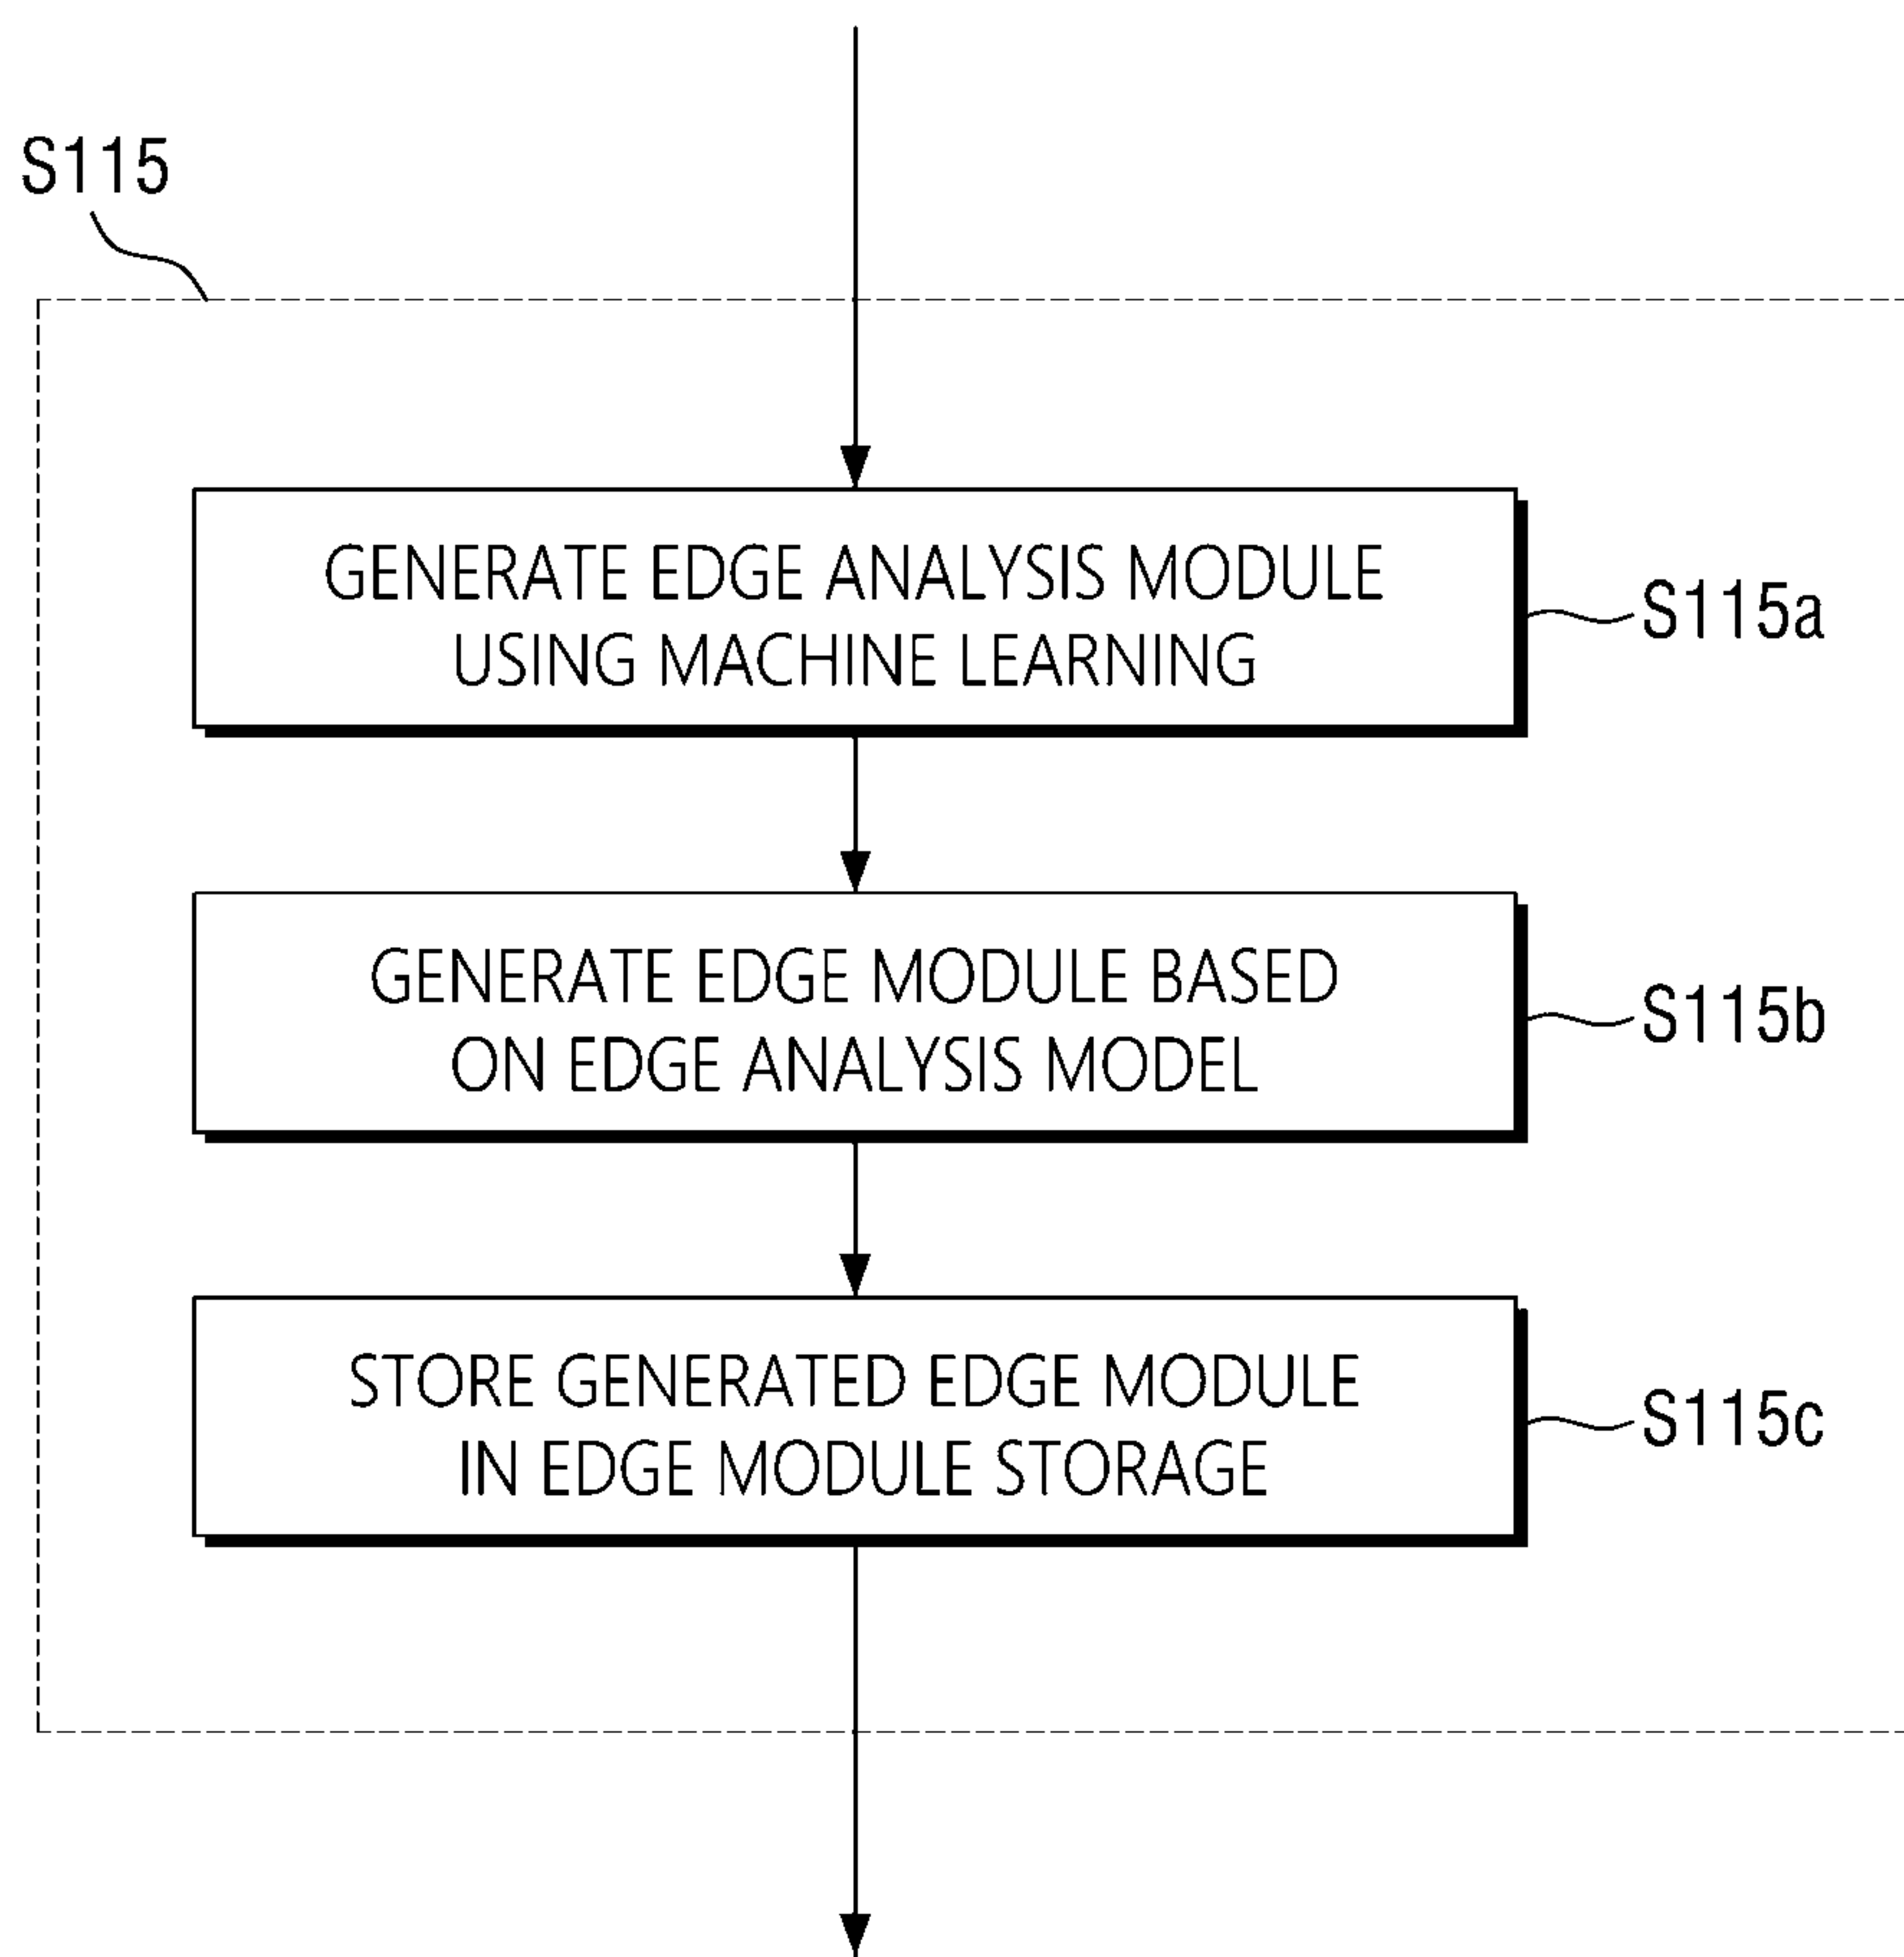 S115
GENERATE EDGE ANALYSIS MODULE
USING MACHINE LEARNING
S115a
GENERATE EDGE MODULE BASED
ON EDGE ANALYSIS MODEL
S115b
STORE GENERATED EDGE MODULE
IN EDGE MODULE STORAGE
S115c